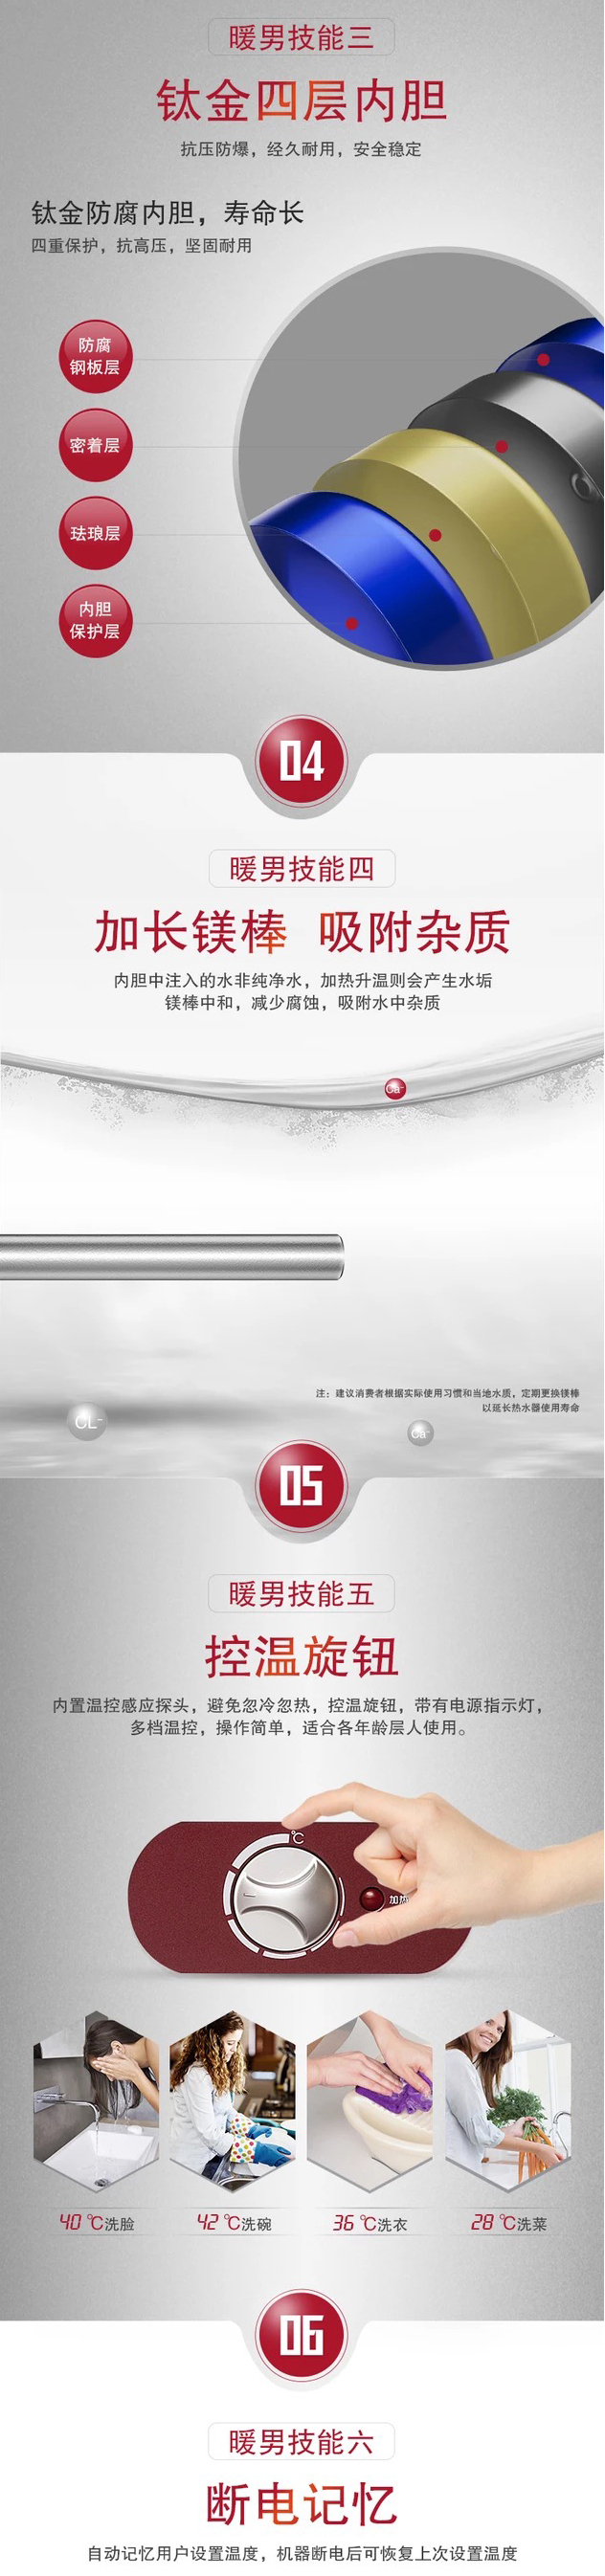 暖男技能三
钛金四层内胆
抗压防爆，经久耐用，安全稳定
钛金防腐内胆，寿命长
四重保护，抗高压，坚固耐用
防腐
钢板层
密着层
珐琅层
内胆
保护层
04
暖男技能四
加长镁棒 吸附杂质
内胆中注入的水非纯净水，加热升温则会产生水垢
镁棒中和，减少腐蚀，吸附水中杂质
Ca⁻
注：建议消费者根据实际使用习惯和当地水质，定期更换镁棒
以延长热水器使用寿命
CL⁻
Ca⁻
05
暖男技能五
控温旋钮
内置温控感应探头，避免忽冷忽热，控温旋钮，带有电源指示灯，
多档温控，操作简单，适合各年龄层人使用。
℃
加热
40 ℃洗脸
42 ℃洗碗
36 ℃洗衣
28 ℃洗菜
06
暖男技能六
断电记忆
自动记忆用户设置温度，机器断电后可恢复上次设置温度